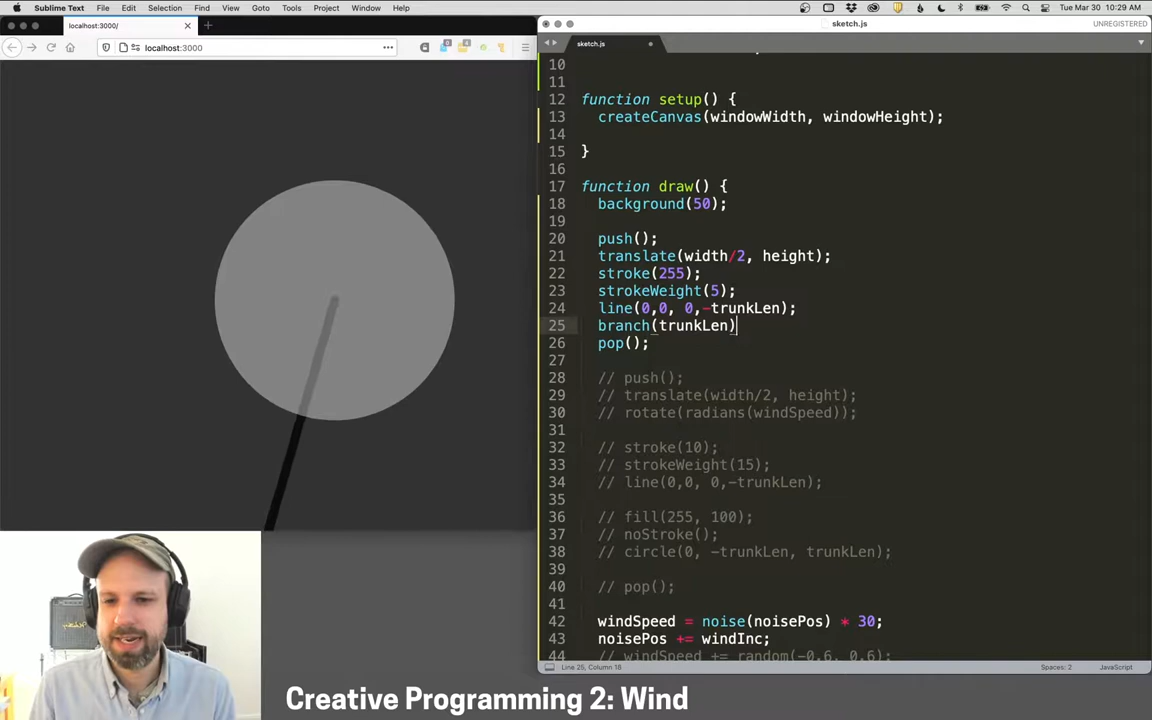 Sublime Text File Edit Selection Find View Goto Tools Project Window Help
Tue Mar 30 10:29 AM
localhost:3000/
localhost:3000
sketch.js
UNREGISTERED
sketch.js
10
11
12 function setup() {
13 createCanvas(windowWidth, windowHeight);
14
15 }
16
17 function draw() {
18 background(50);
19
20 push();
21 translate(width/2, height);
22 stroke(255);
23 strokeWeight(5);
24 line(0,0, 0,-trunkLen);
25 branch(trunkLen)
26 pop();
27
28 // push();
29 // translate(width/2, height);
30 // rotate(radians(windSpeed));
31
32 // stroke(10);
33 // strokeWeight(15);
34 // line(0,0, 0,-trunkLen);
35
36 // fill(255, 100);
37 // noStroke();
38 // circle(0, -trunkLen, trunkLen);
39
40 // pop();
41
42 windSpeed = noise(noisePos) * 30;
43 noisePos += windInc;
44 // windSpeed += random(-0.6, 0.6);
Line 25, Column 18
Spaces: 2
JavaScript
Creative Programming 2: Wind